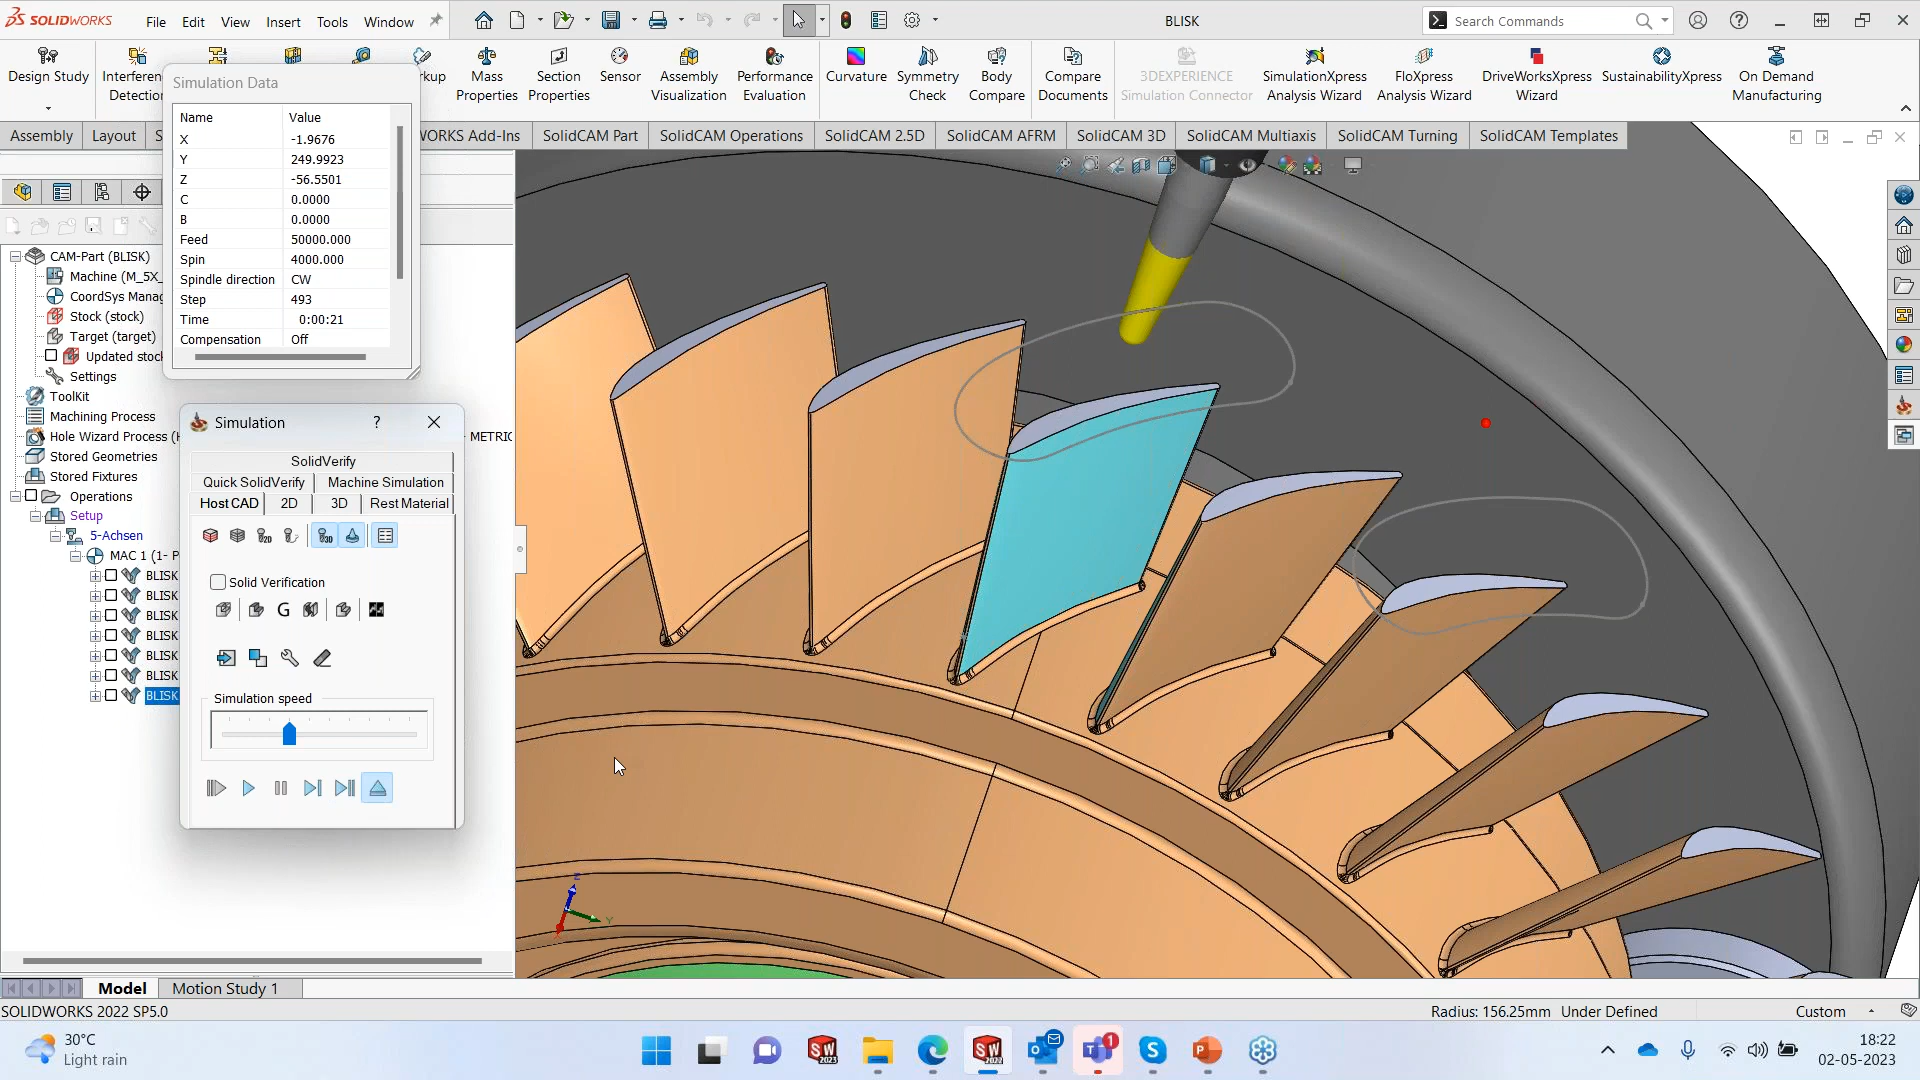 SOLIDWORKS File Edit View Insert Tools Window BLISK Search Commands
Design Study
Mass Properties
Section Properties
Sensor
Assembly Visualization
Performance Evaluation
Curvature
Symmetry Check
Body Compare
Compare Documents
3DEXPERIENCE Simulation Connector
SimulationXpress Analysis Wizard
FloXpress Analysis Wizard
DriveWorksXpress Wizard
SustainabilityXpress
On Demand Manufacturing
Interferen
Detection
rkup
Assembly Layout S WORKS Add-Ins SolidCAM Part SolidCAM Operations SolidCAM 2.5D SolidCAM AFRM SolidCAM 3D SolidCAM Multiaxis SolidCAM Turning SolidCAM Templates
Simulation Data
Name Value
X -1.9676
Y 249.9923
Z -56.5501
C 0.0000
B 0.0000
Feed 50000.000
Spin 4000.000
Spindle direction CW
Step 493
Time 0:00:21
Compensation Off
CAM-Part (BLISK)
Machine (M_5X_
CoordSys Manag
Stock (stock)
Target (target)
Updated stock
Settings
ToolKit
Machining Process
Hole Wizard Process (H - METRIC
Stored Geometries
Stored Fixtures
Operations
Setup
5-Achsen
MAC 1 (1- P
BLISK
BLISK
BLISK
BLISK
BLISK
BLISK
BLISK
Simulation ?
SolidVerify
Quick SolidVerify Machine Simulation
Host CAD 2D 3D Rest Material
2D
3D
Solid Verification
G
Simulation speed
Z
Y
Model Motion Study 1
SOLIDWORKS 2022 SP5.0
Radius: 156.25mm Under Defined Custom
30°C
Light rain
SW 2023
SW 2022
1
18:22
02-05-2023